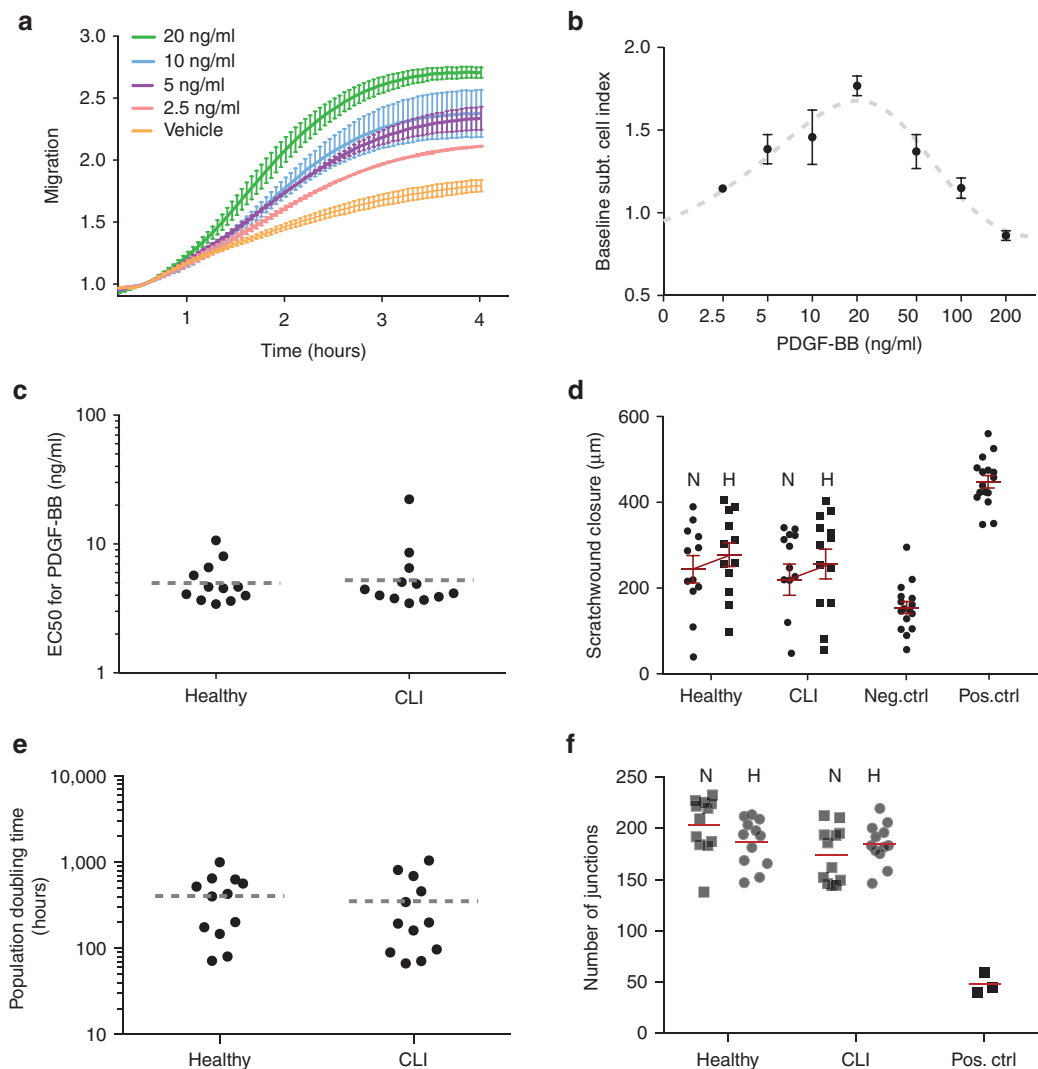 a
20 ng/ml
10 ng/ml
5 ng/ml
2.5 ng/ml
Vehicle
Migration
3.0
2.5
2.0
1.5
1.0
1 2 3 4
Time (hours)
b
Baseline subt. cell index
2.0
1.5
1.0
0.5
0 2.5 5 10 20 50 100 200
PDGF-BB (ng/ml)
c
EC50 for PDGF-BB (ng/ml)
100
10
1
Healthy CLI
d
Scratchwound closure (μm)
600
400
200
0
N H N H
Healthy CLI Neg.ctrl Pos.ctrl
e
Population doubling time
(hours)
10,000
1,000
100
10
Healthy CLI
f
Number of junctions
250
200
150
100
50
0
N H N H
Healthy CLI Pos. ctrl